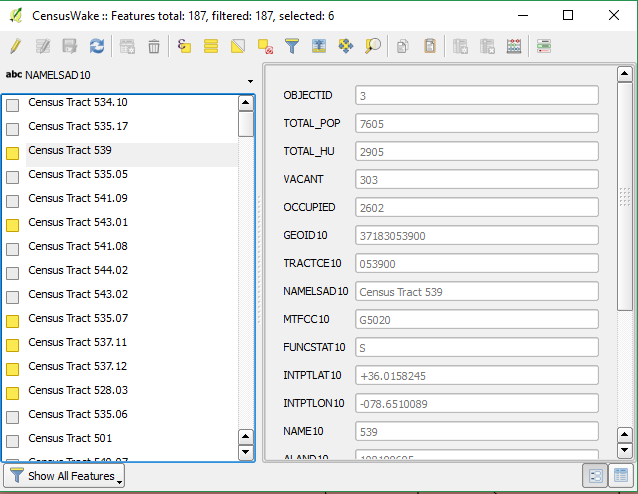 CensusWake :: Features total: 187, filtered: 187, selected: 6
abc NAMELSAD10
Census Tract 534.10
Census Tract 535.17
Census Tract 539
Census Tract 535.05
Census Tract 541.09
Census Tract 543.01
Census Tract 541.08
Census Tract 544.02
Census Tract 543.02
Census Tract 535.07
Census Tract 537.11
Census Tract 537.12
Census Tract 528.03
Census Tract 535.06
Census Tract 501
Census Tract
OBJECTID 3
TOTAL_POP 7605
TOTAL_HU 2905
VACANT 303
OCCUPIED 2602
GEOID10 37183053900
TRACTCE10 053900
NAMELSAD10 Census Tract 539
MTFCC10 G5020
FUNCSTAT10 S
INTPTLAT10 +36.0158245
INTPTLON10 -078.6510089
NAME10 539
ALAND10
Show All Features